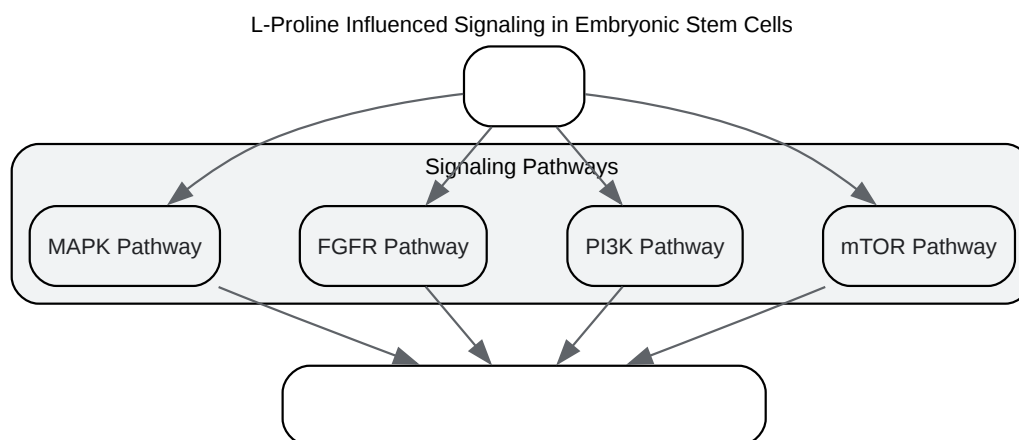 L-Proline Influenced Signaling in Embryonic Stem Cells
Signaling Pathways
MAPK Pathway
FGFR Pathway
PI3K Pathway
mTOR Pathway